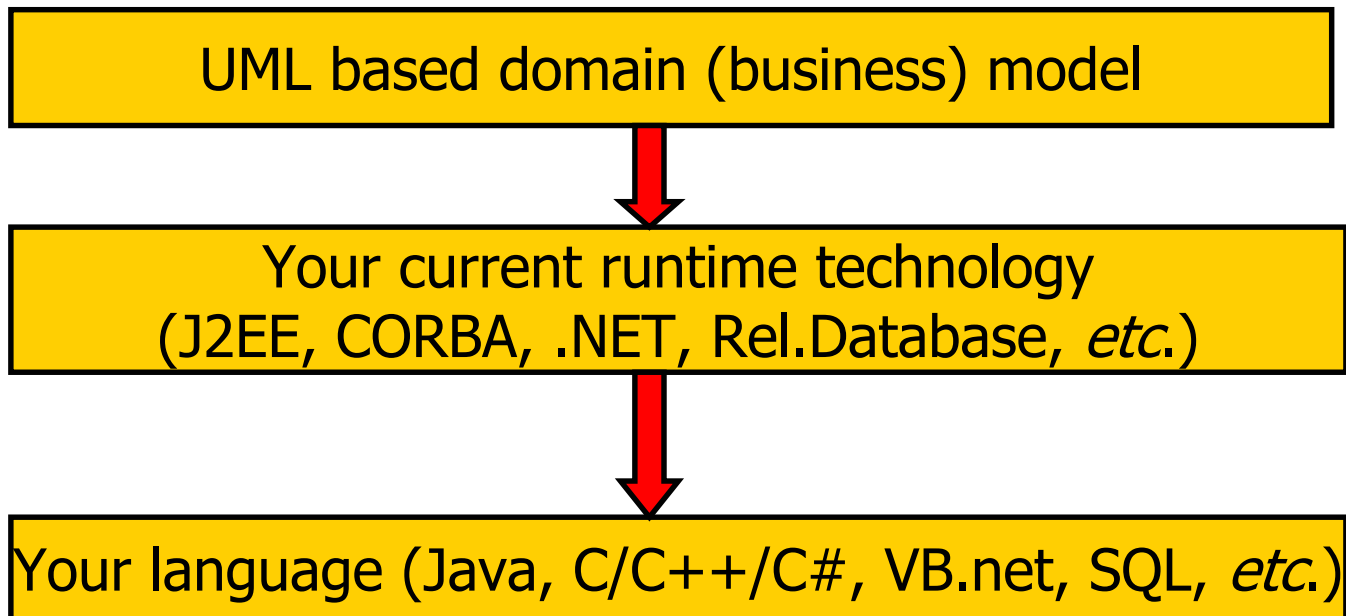 UML based domain (business) model
Your current runtime technology
(J2EE, CORBA, .NET, Rel.Database, etc.)
Your language (Java, C/C++/C#, VB.net, SQL, etc.)